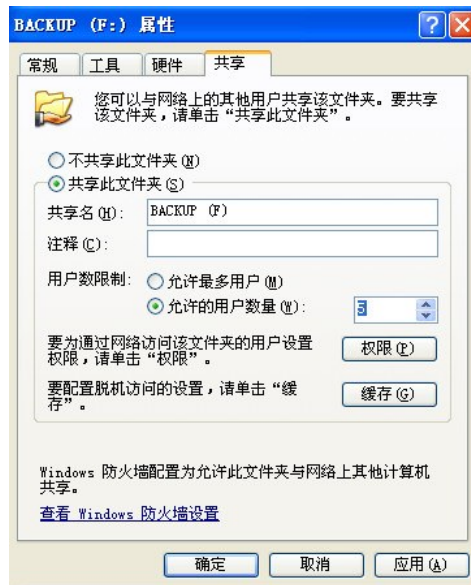 BACKUP (F:) 属性
常规 工具 硬件 共享
您可以与网络上的其他用户共享该文件夹。要共享
该文件夹，请单击“共享此文件夹”。
不共享此文件夹(N)
共享此文件夹(S)
共享名(H): BACKUP (F)
注释(C):
用户数限制: 允许最多用户(M)
允许的用户数量(W): 5
要为通过网络访问该文件夹的用户设置
权限，请单击“权限”。
权限(P)
要配置脱机访问的设置，请单击“缓
存”。
缓存(G)
Windows 防火墙配置为允许此文件夹与网络上其他计算机
共享。
查看 Windows 防火墙设置
确定 取消 应用(A)